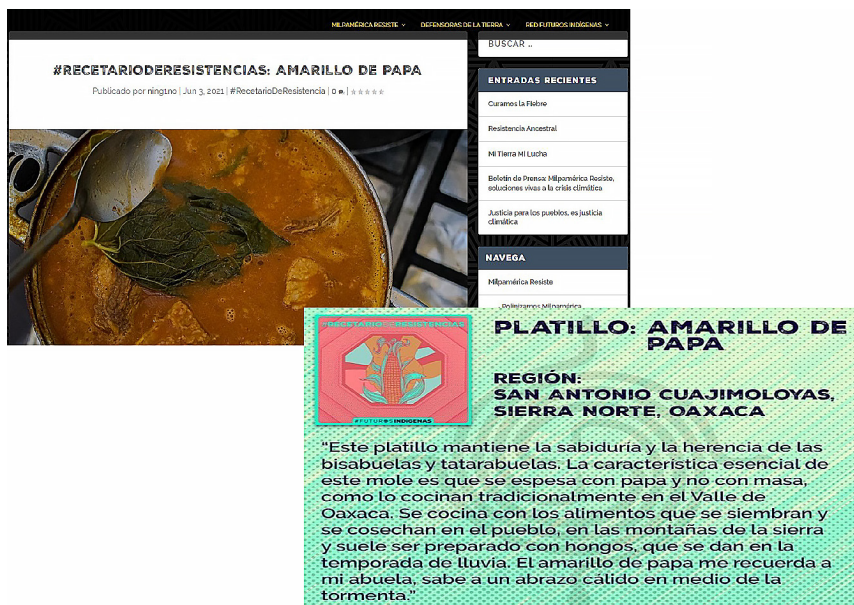 MILPAMÉRICA RESISTE DEFENSORAS DE LA TIERRA RED FUTUROS INDÍGENAS
#RECETARIODERESISTENCIAS: AMARILLO DE PAPA
Publicado por ning1no | Jun 3, 2021 | #RecetarioDeResistencia | 0
BUSCAR ...
ENTRADAS RECIENTES
Curamos la Fiebre
Resistencia Ancestral
Mi Tierra Mi Lucha
Boletín de Prensa: Milpamérica Resiste,
soluciones vivas a la crisis climática
Justicia para los pueblos, es justicia
climática
NAVEGA
Milpamérica Resiste
Polinizamos Milpamérica
#RECETARIODERESISTENCIAS
#FUTUROSINDÍGENAS
PLATILLO: AMARILLO DE
PAPA
REGIÓN:
SAN ANTONIO CUAJIMOLOYAS,
SIERRA NORTE, OAXACA
“Este platillo mantiene la sabiduría y la herencia de las
bisabuelas y tatarabuelas. La característica esencial de
este mole es que se espesa con papa y no con masa,
como lo cocinan tradicionalmente en el Valle de
Oaxaca. Se cocina con los alimentos que se siembran y
se cosechan en el pueblo, en las montañas de la sierra
y suele ser preparado con hongos, que se dan en la
temporada de lluvia. El amarillo de papa me recuerda a
mi abuela, sabe a un abrazo cálido en medio de la
tormenta.”